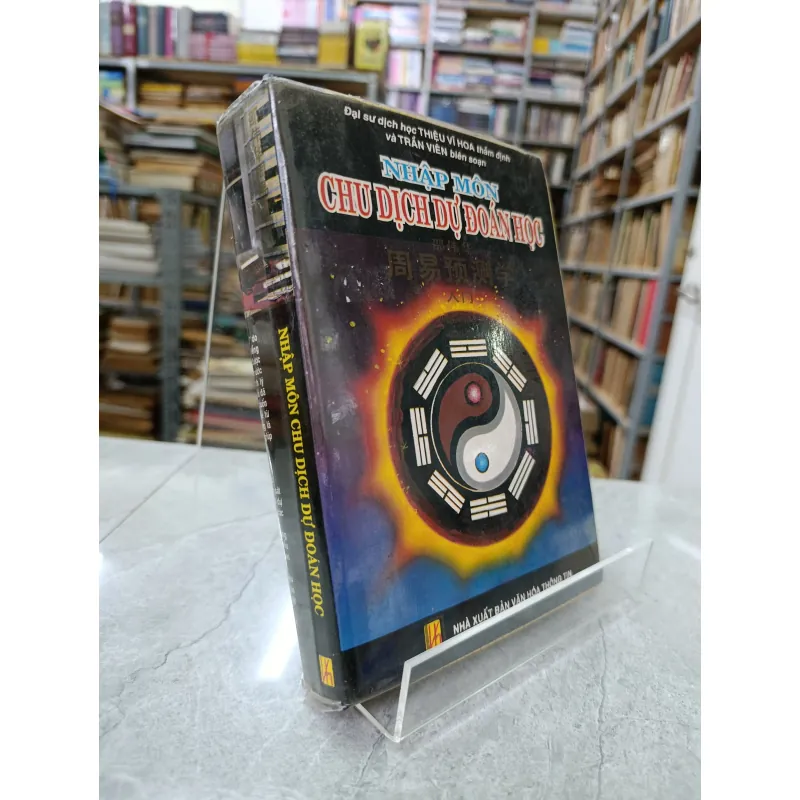 Đại sư dịch học THIỆU VĨ HOA thẩm định
và TRẦN VIÊN biên soạn
NHẬP MÔN
CHU DỊCH DỰ ĐOÁN HỌC
周易预测学
入门
NHÀ XUẤT BẢN VĂN HÓA THÔNG TIN
NHẬP MÔN CHU DỊCH DỰ ĐOÁN HỌC